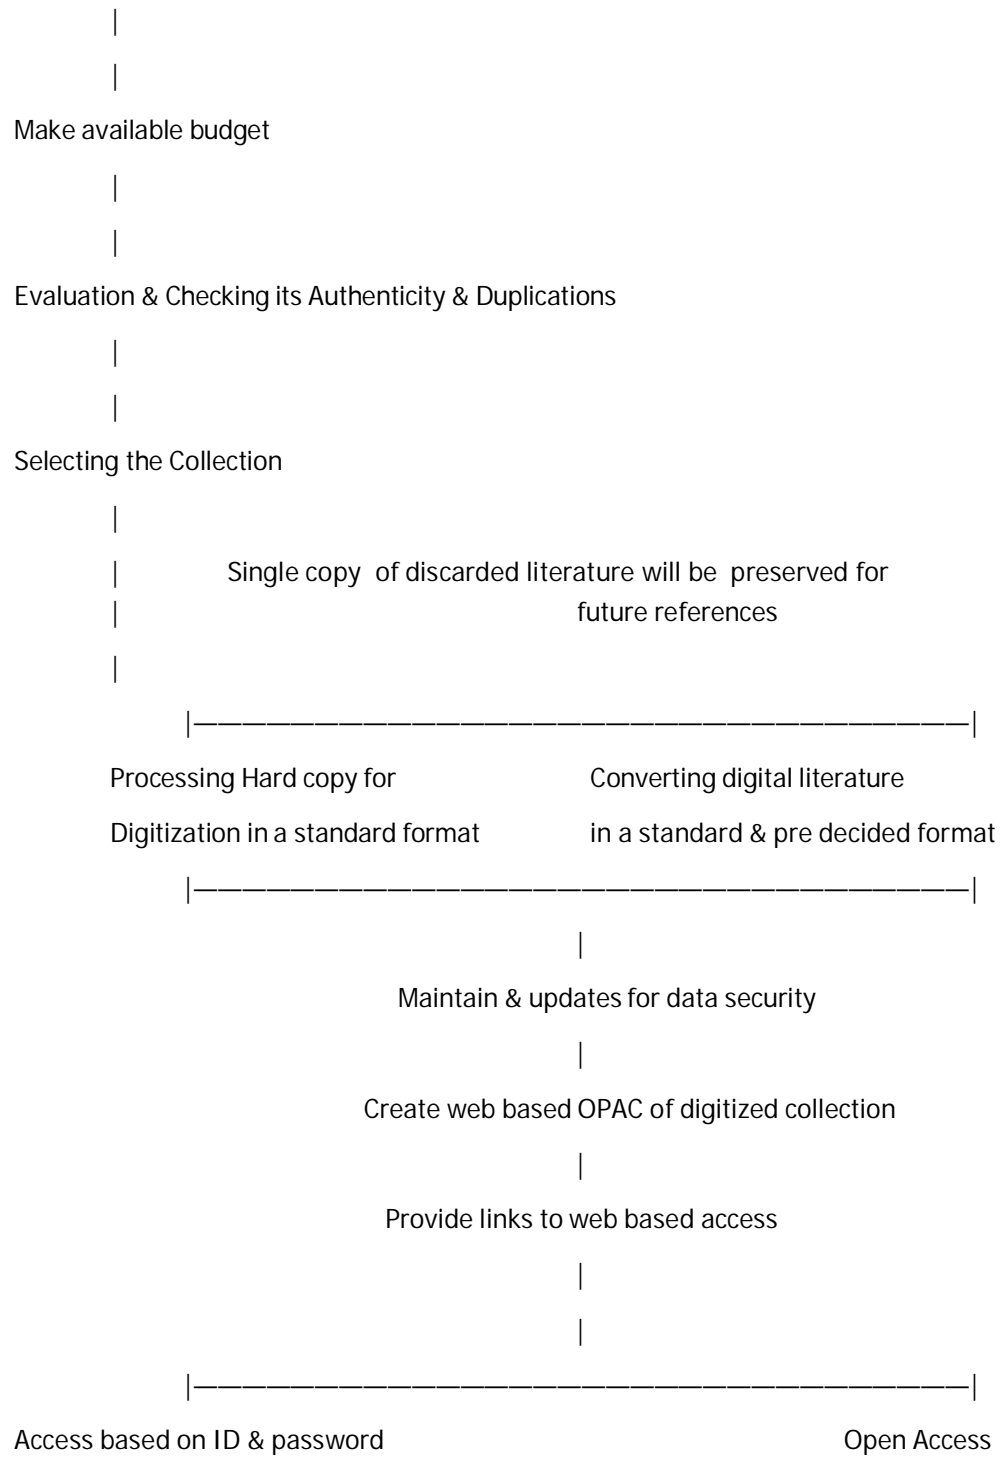 |
|
Make available budget
|
|
Evaluation & Checking its Authenticity & Duplications
|
|
Selecting the Collection
|
| Single copy of discarded literature will be preserved for
| future references
|
|————————————————————————————————|
Processing Hard copy for Converting digital literature
Digitization in a standard format in a standard & pre decided format
|————————————————————————————————|
|
Maintain & updates for data security
|
Create web based OPAC of digitized collection
|
Provide links to web based access
|
|
|————————————————————————————————|
Access based on ID & password Open Access